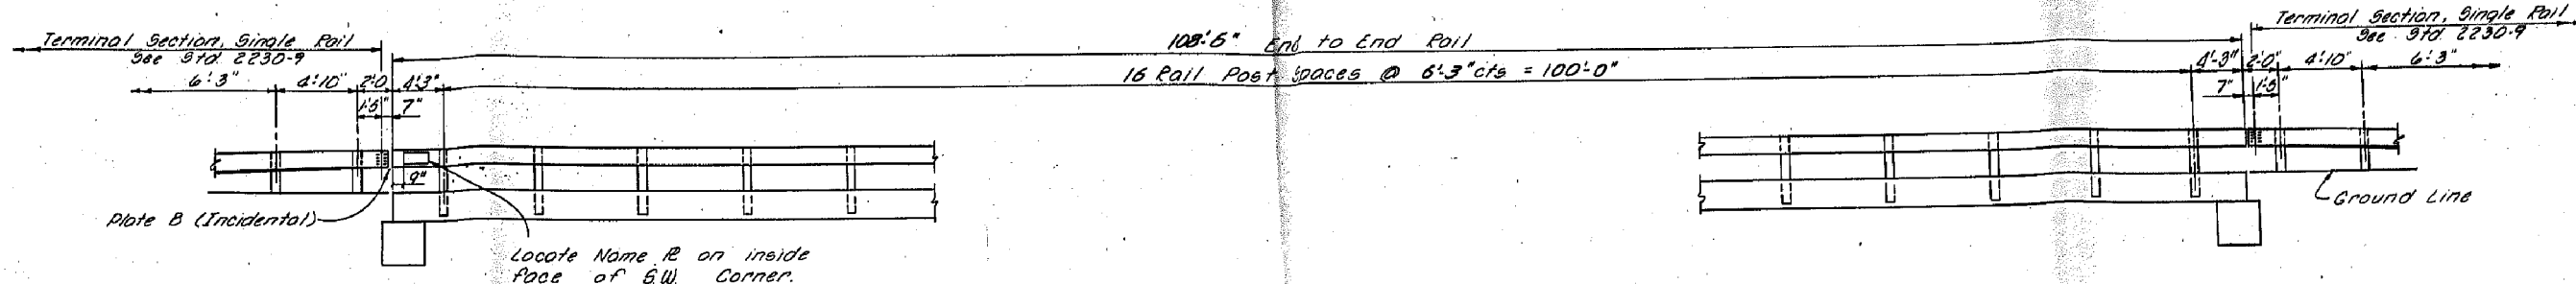 Terminal Section, Single Rail
See Std. 2230-9
6'-3" 4'-10" 2'-0 4'-3"
1'-5" 7"
108'-6" End to End Rail
16 Rail Post Spaces @ 6'-3" cts = 100'-0"
Terminal Section, Single Rail
See Std. 2230-9
4'-3" 2'-0" 4'-10" 6'-3"
7" 1'-5"
9"
Plate B (Incidental)
Locate Name PL on inside
face of S.W. Corner.
Ground Line